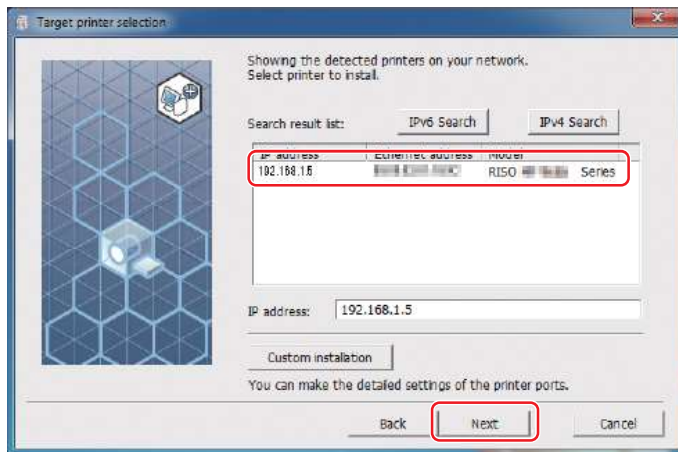 Target printer selection
Showing the detected printers on your network.
Select printer to install.
Search result list:
IPv6 Search
IPv4 Search
IP address Ethernet address Model
192.168.1.5 RISO Series
IP address: 192.168.1.5
Custom installation
You can make the detailed settings of the printer ports.
Back Next Cancel